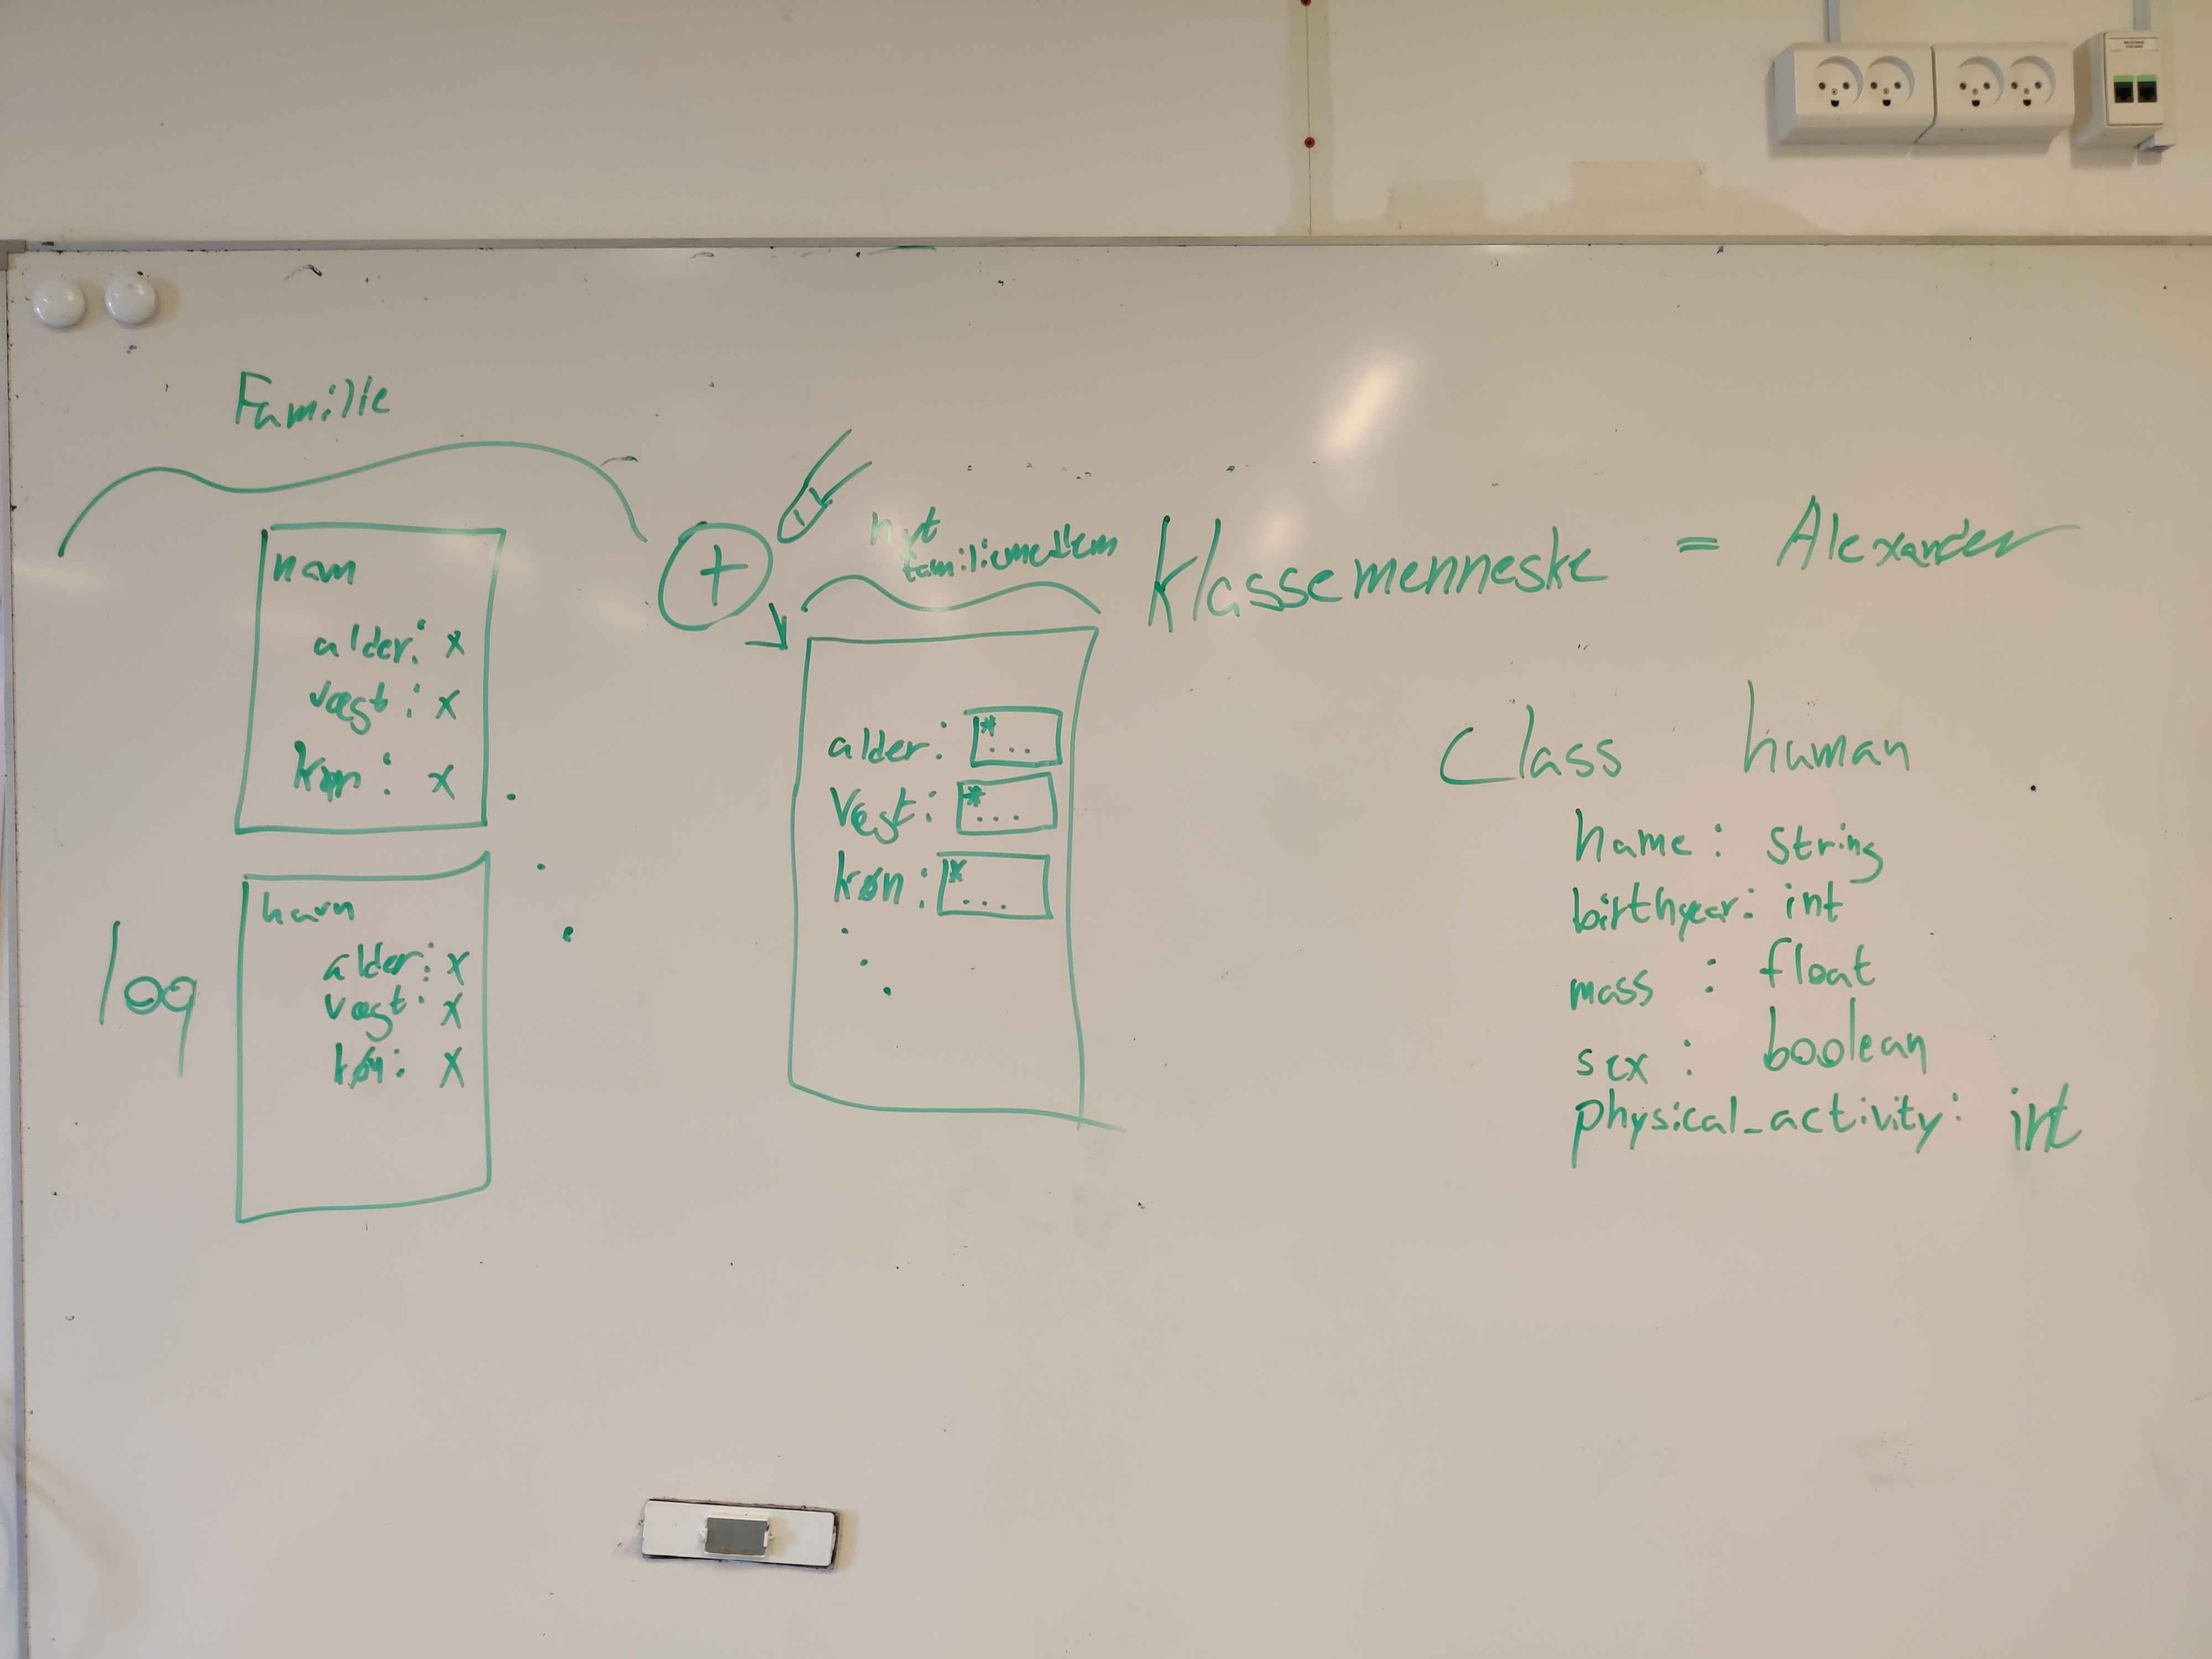 Familie
navn
alder: x
vægt: x
køn: x
log
navn
alder: x
vægt: x
køn: x
+
nyt
familiemedlem
alder: * ...
Vægt: * ...
køn: * ...
Klassemenneske = Alexander
Class human
name: string
birthyear: int
mass : float
sex : boolean
physical_activity: int